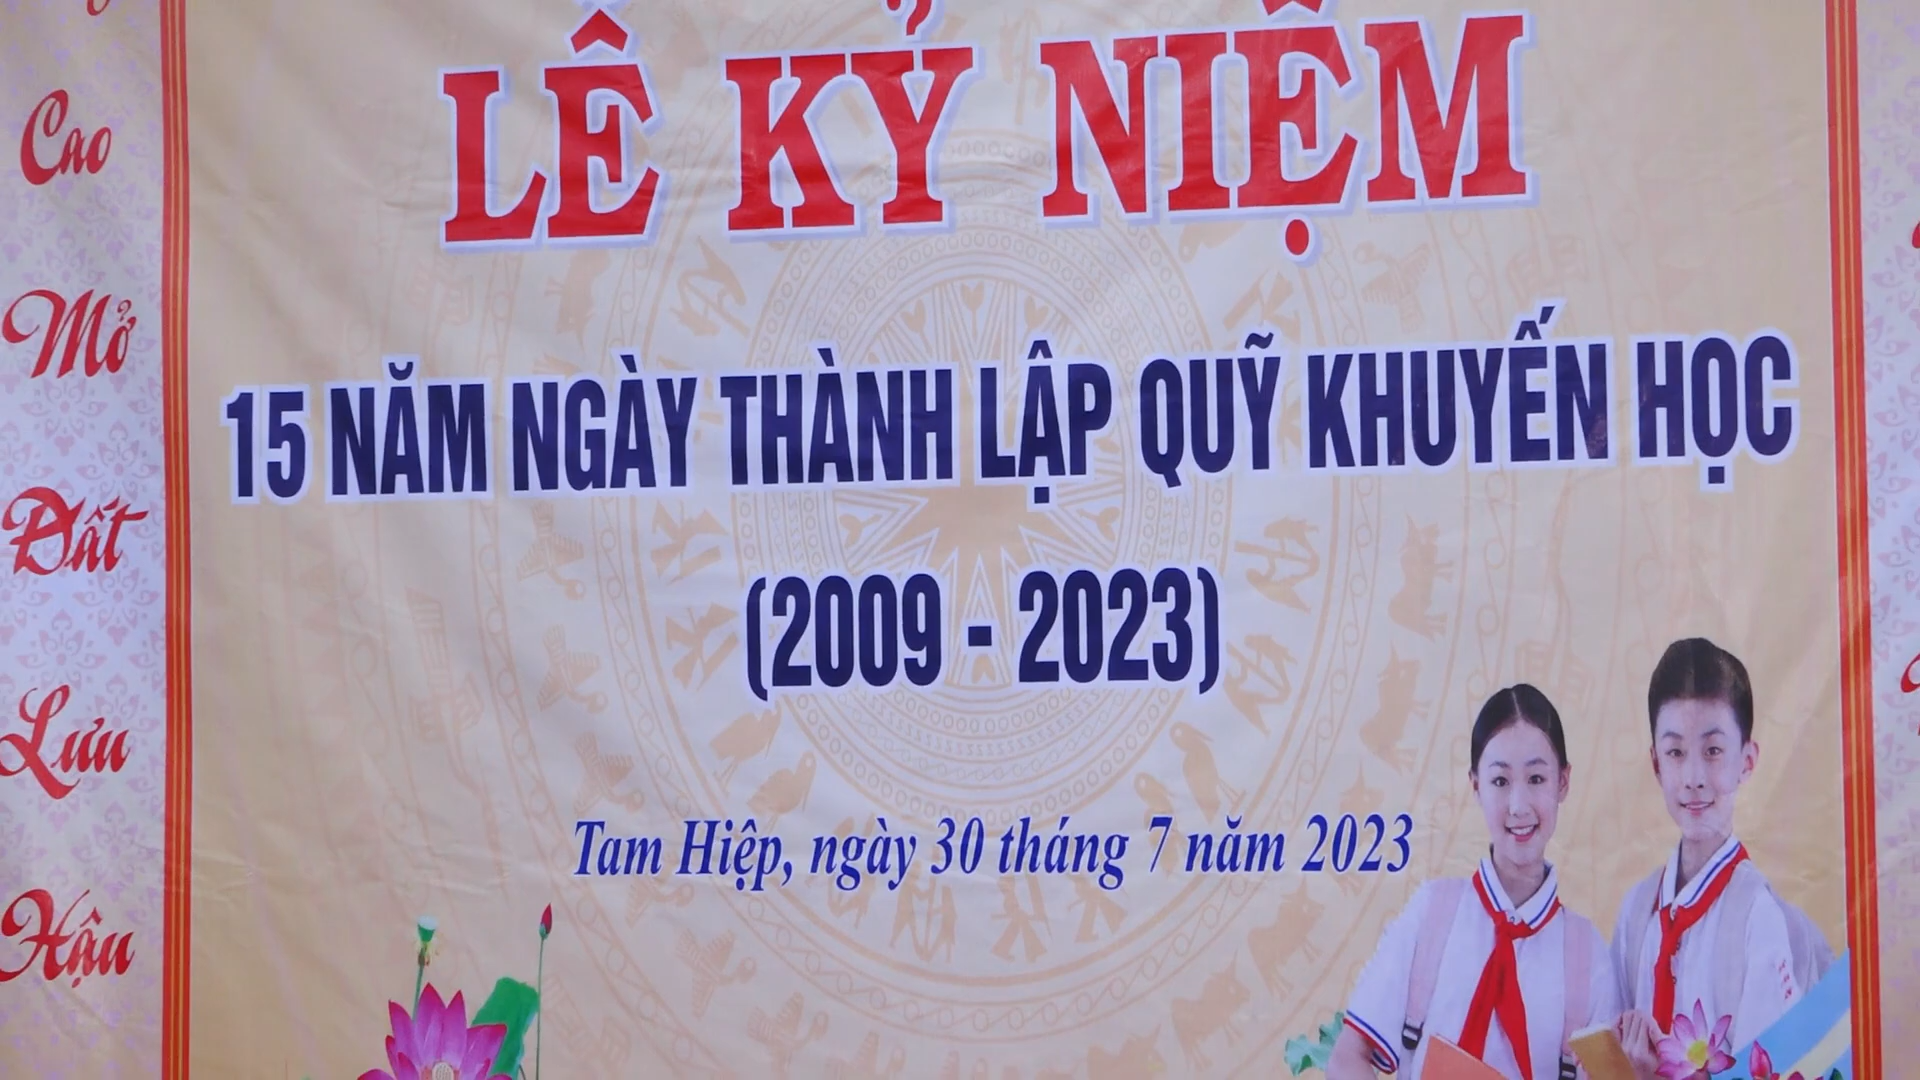 LỄ KỶ NIỆM
15 NĂM NGÀY THÀNH LẬP QUỸ KHUYẾN HỌC
(2009 - 2023)
Tam Hiệp, ngày 30 tháng 7 năm 2023
Cao
Mở
Đất
Lưu
Hậu